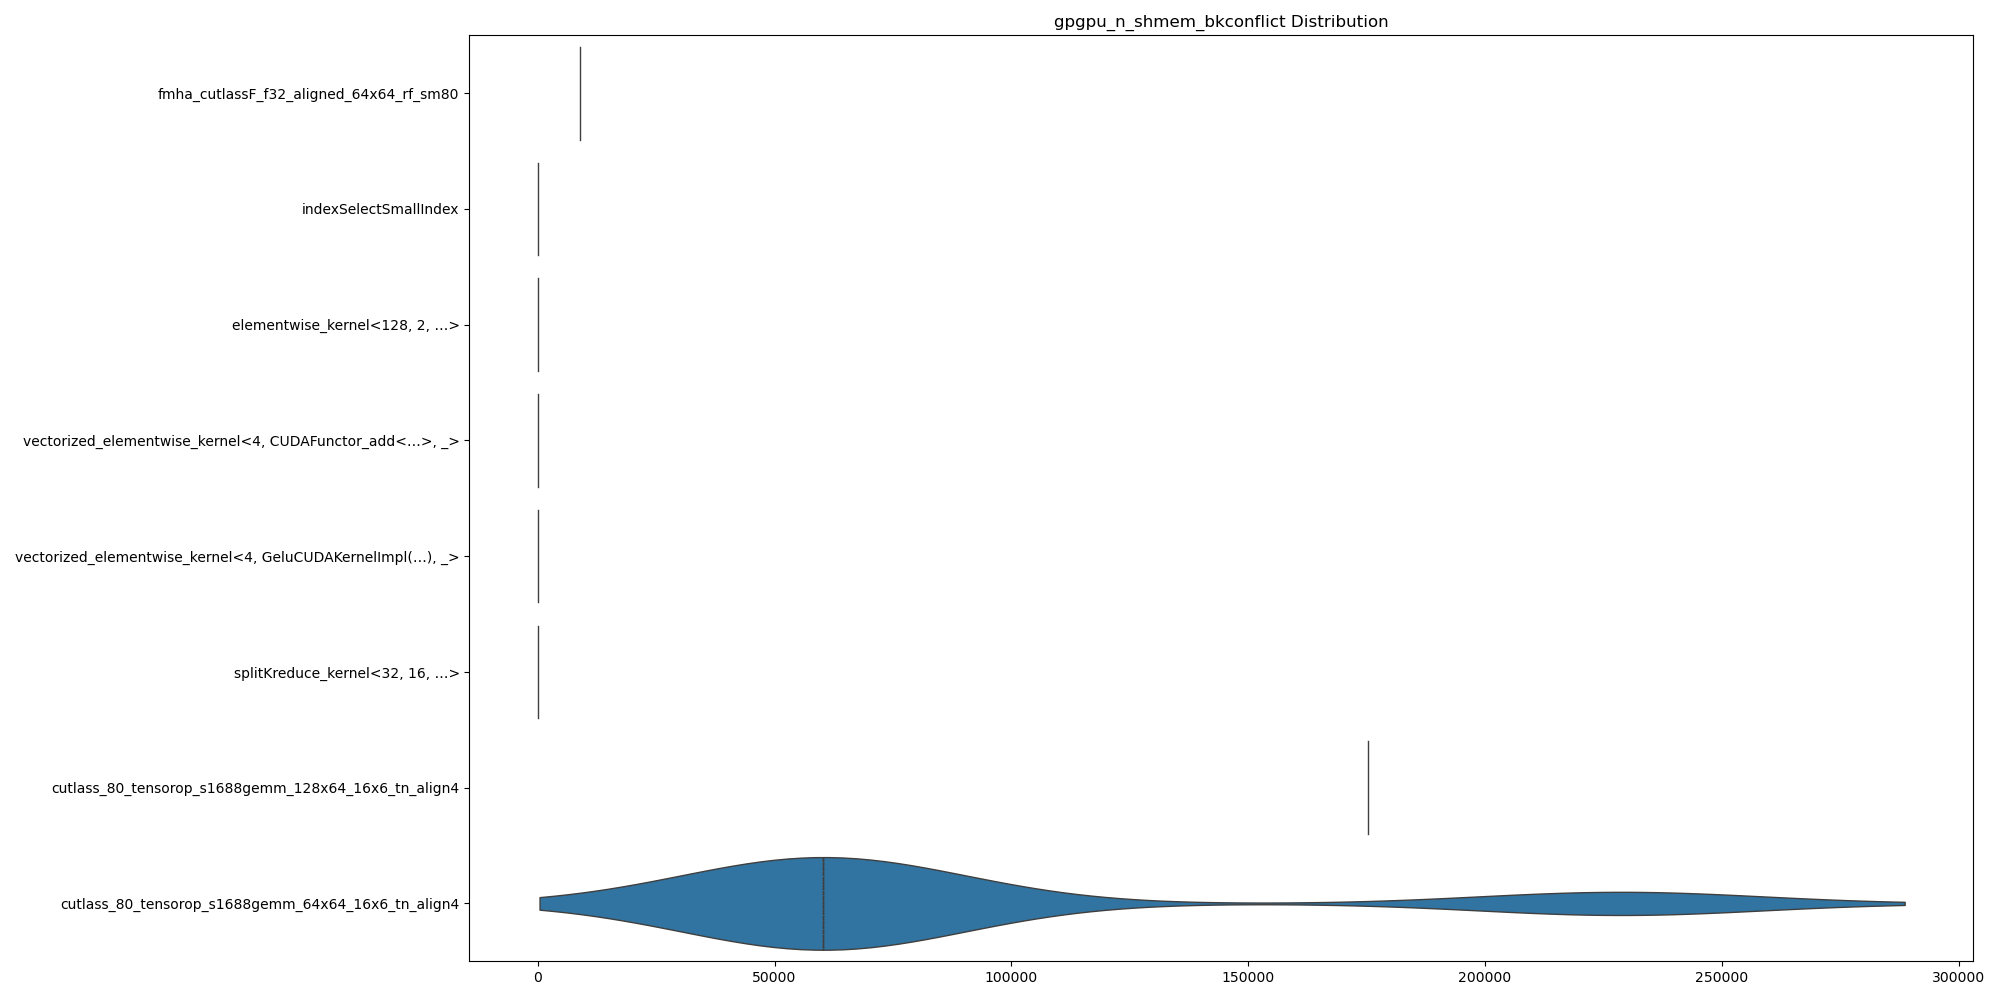 gpgpu_n_shmem_bkconflict Distribution
fmha_cutlassF_f32_aligned_64x64_rf_sm80
indexSelectSmallIndex
elementwise_kernel<128, 2, ...>
vectorized_elementwise_kernel<4, CUDAFunctor_add<...>, _>
vectorized_elementwise_kernel<4, GeluCUDAKernelImpl(...), _>
splitKreduce_kernel<32, 16, ...>
cutlass_80_tensorop_s1688gemm_128x64_16x6_tn_align4
cutlass_80_tensorop_s1688gemm_64x64_16x6_tn_align4
0 50000 100000 150000 200000 250000 300000